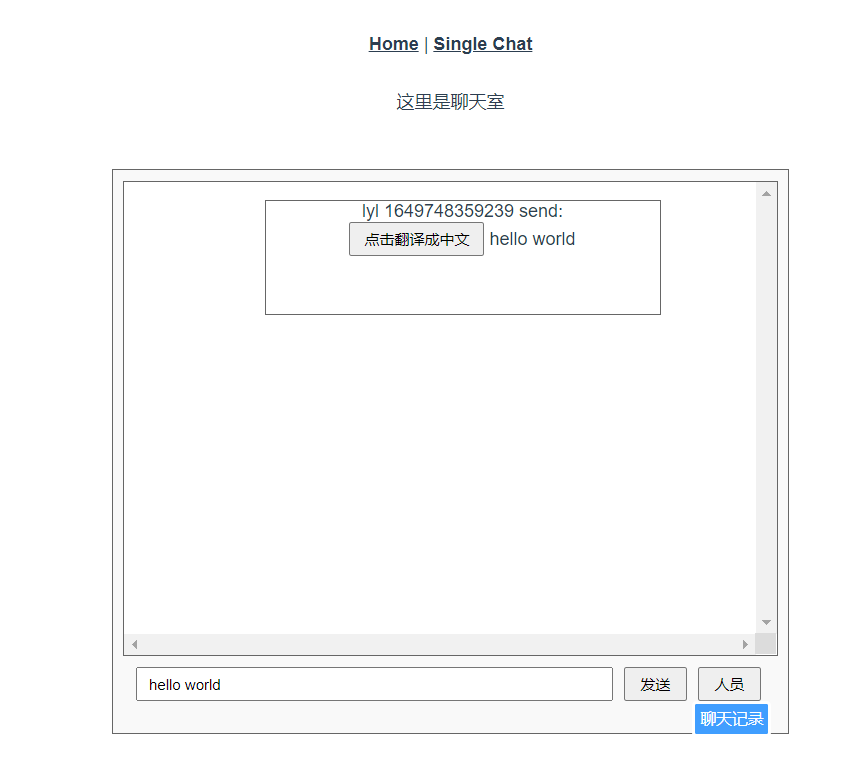 Home | Single Chat
这里是聊天室
lyl 1649748359239 send:
点击翻译成中文 hello world
hello world 发送 人员
聊天记录